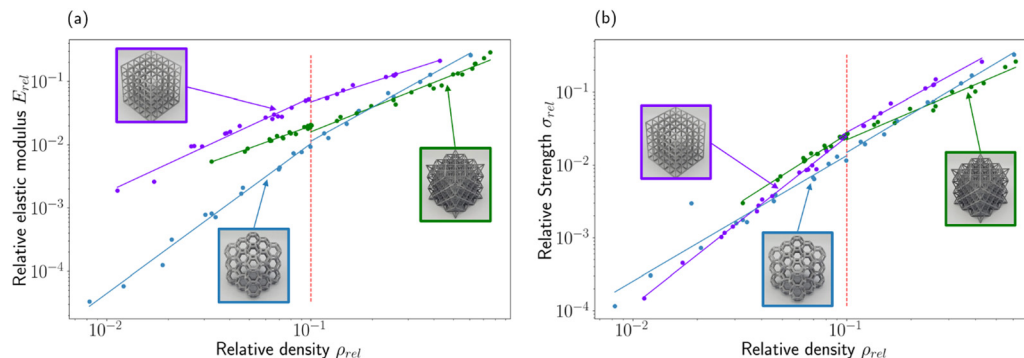 (a)
(b)
Relative elastic modulus E_rel
10⁻¹
10⁻²
10⁻³
10⁻⁴
10⁻²
10⁻¹
Relative density ρ_rel
Relative Strength σ_rel
10⁻¹
10⁻²
10⁻³
10⁻⁴
10⁻²
10⁻¹
Relative density ρ_rel